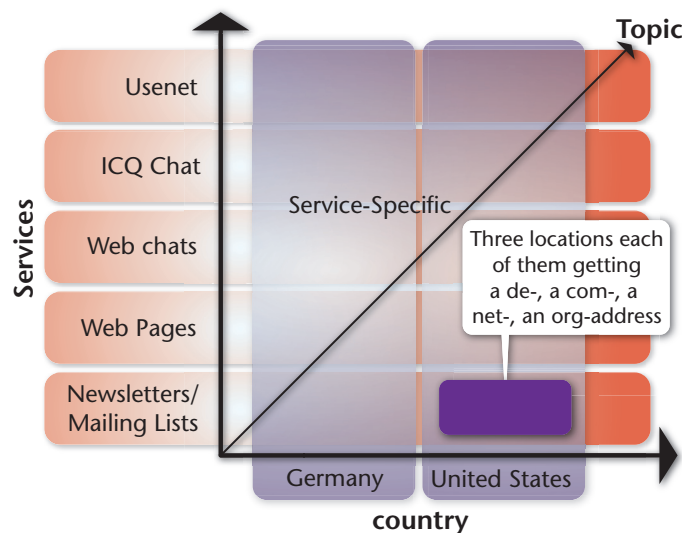 Topic
Usenet
ICQ Chat
Services
Service-Specific
Web chats
Three locations each
of them getting
a de-, a com-, a
net-, an org-address
Web Pages
Newsletters/
Mailing Lists
Germany
United States
country